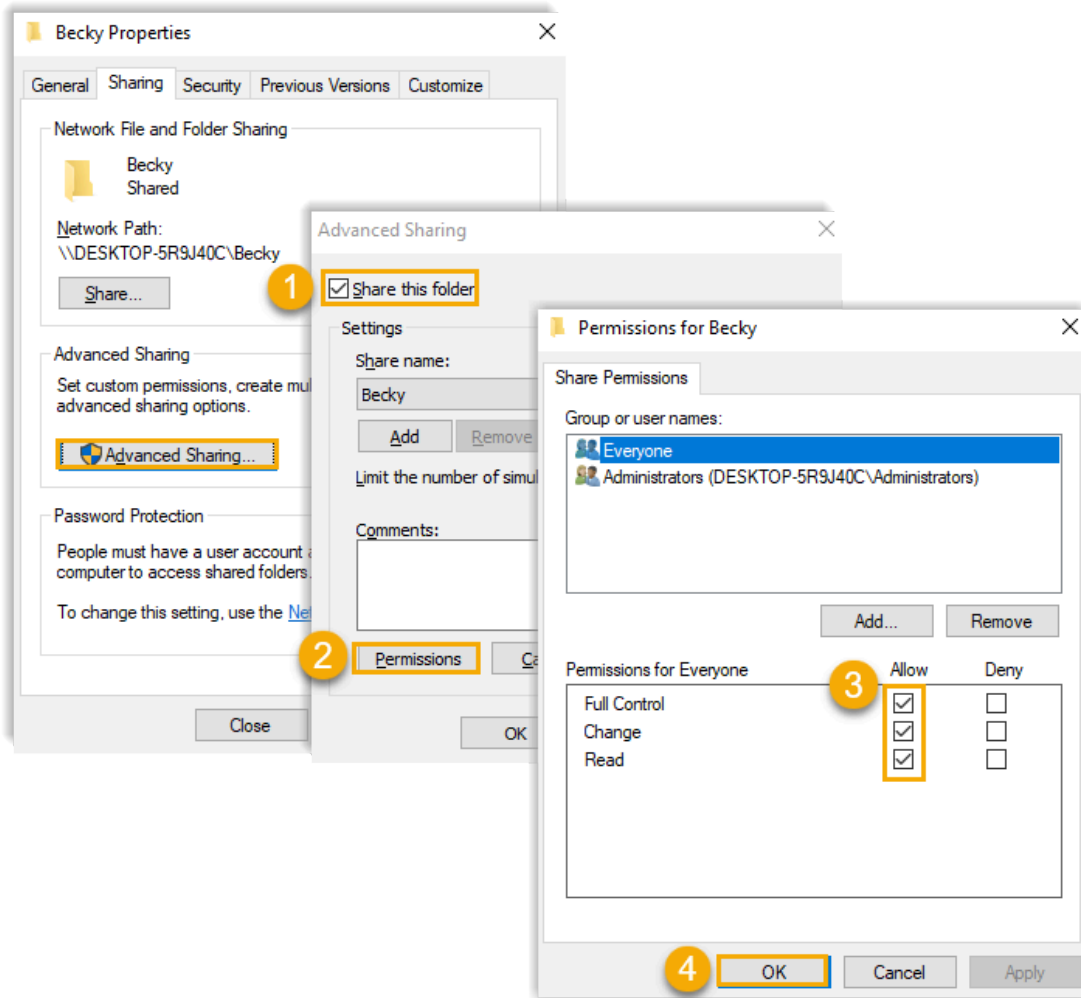 Becky Properties
General Sharing Security Previous Versions Customize
Network File and Folder Sharing
Becky
Shared
Network Path:
\\DESKTOP-5R9J40C\Becky
Share...
Advanced Sharing
Set custom permissions, create mul
advanced sharing options.
Advanced Sharing...
Password Protection
People must have a user account a
computer to access shared folders.
To change this setting, use the Net
Close
Advanced Sharing
1
Share this folder
Settings
Share name:
Becky
Add Remove
Limit the number of simul
Comments:
2
Permissions Ca
OK
Permissions for Becky
Share Permissions
Group or user names:
Everyone
Administrators (DESKTOP-5R9J40C\Administrators)
Add... Remove
Permissions for Everyone Allow Deny
3
Full Control
Change
Read
4
OK Cancel Apply